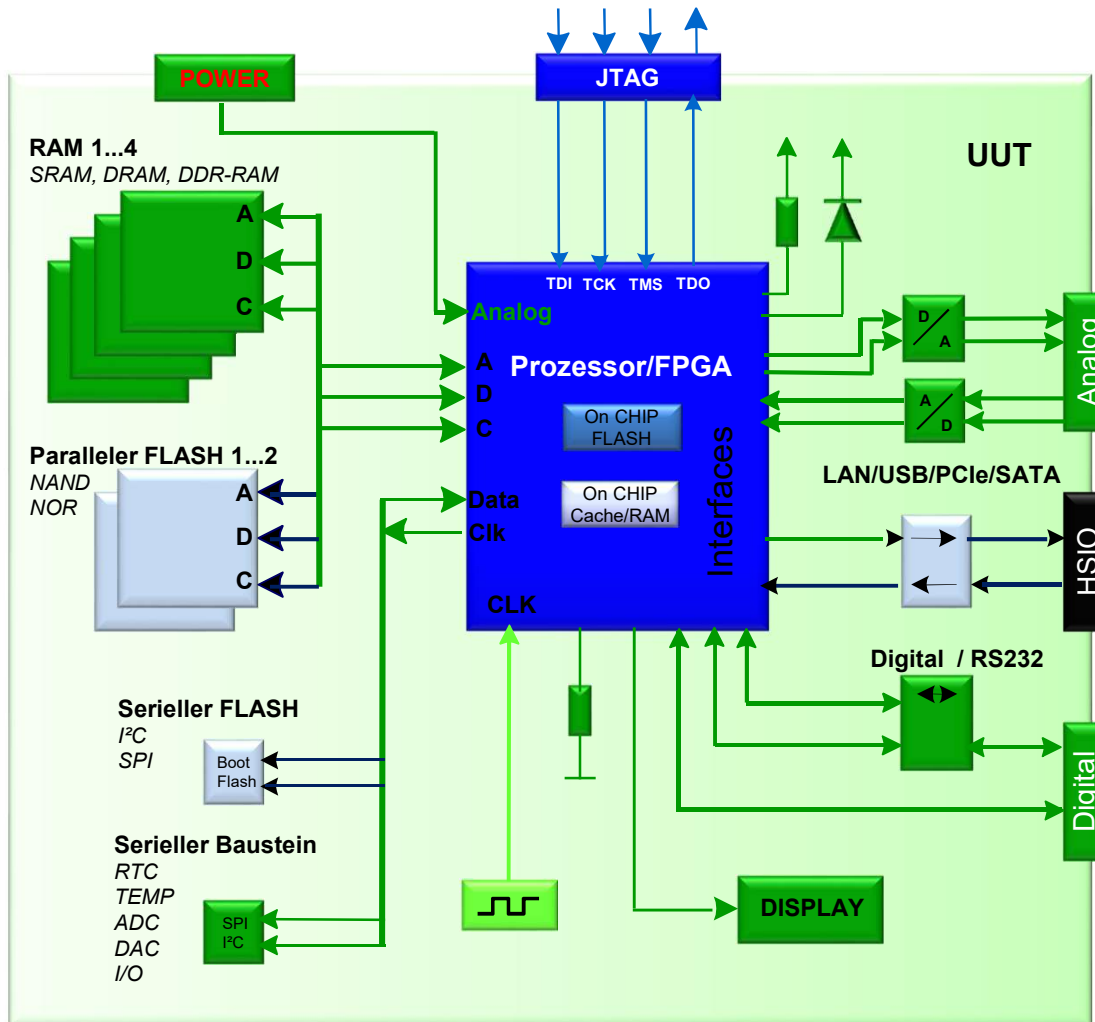 POWER
JTAG
RAM 1...4
SRAM, DRAM, DDR-RAM
A
D
C
UUT
TDI TCK TMS TDO
Analog
A
D
C
Prozessor/FPGA
On CHIP
FLASH
On CHIP
Cache/RAM
Interfaces
Data
Clk
CLK
D
A
A
D
Analog
Paralleler FLASH 1...2
NAND
NOR
A
D
C
LAN/USB/PCIe/SATA
HSIO
Digital / RS232
Digital
Serieller FLASH
I²C
SPI
Boot
Flash
Serieller Baustein
RTC
TEMP
ADC
DAC
I/O
SPI
I²C
DISPLAY